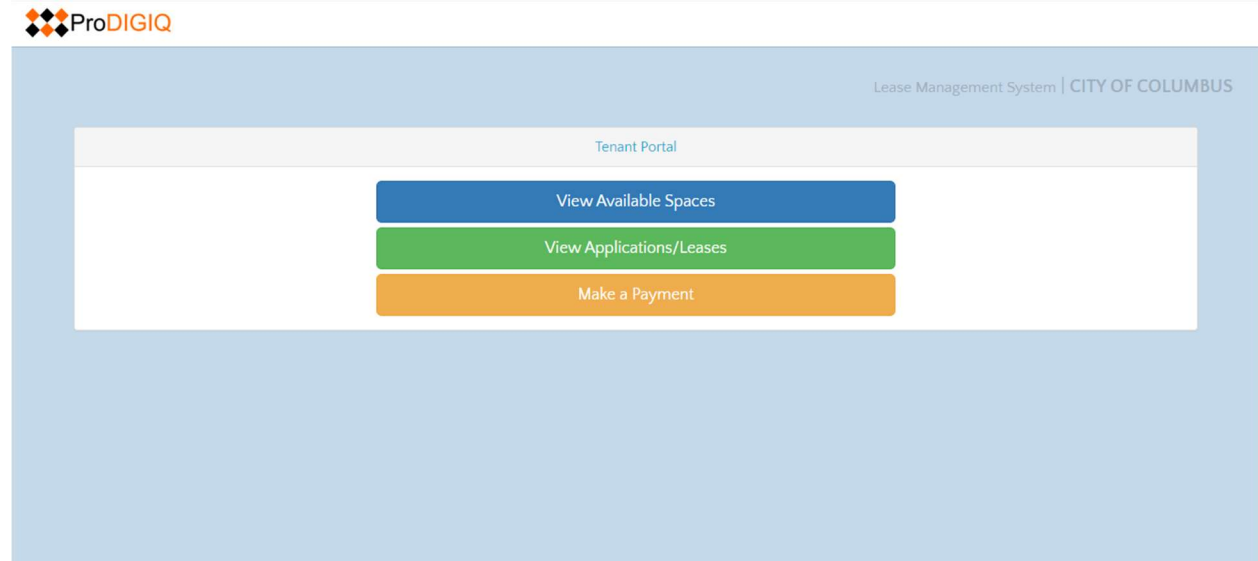 ProDIGIQ
Lease Management System | CITY OF COLUMBUS
Tenant Portal
View Available Spaces
View Applications/Leases
Make a Payment